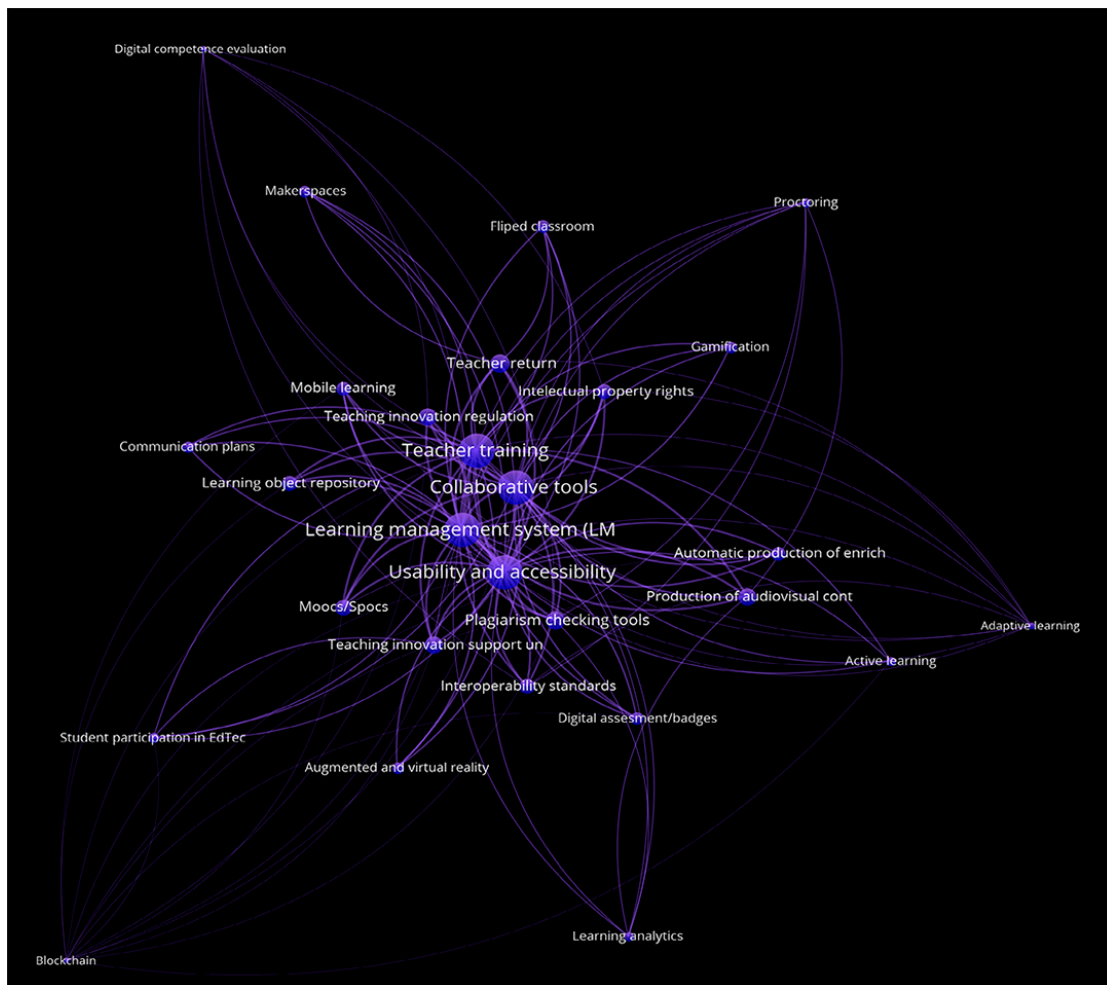 Digital competence evaluation
Makerspaces
Proctoring
Fliped classroom
Gamification
Teacher return
Mobile learning
Intelectual property rights
Teaching innovation regulation
Communication plans
Teacher training
Learning object repository
Collaborative tools
Learning management system (LM
Automatic production of enrich
Usability and accessibility
Production of audiovisual cont
Moocs/Spocs
Plagiarism checking tools
Adaptive learning
Teaching innovation support un
Active learning
Interoperability standards
Digital assesment/badges
Student participation in EdTec
Augmented and virtual reality
Learning analytics
Blockchain